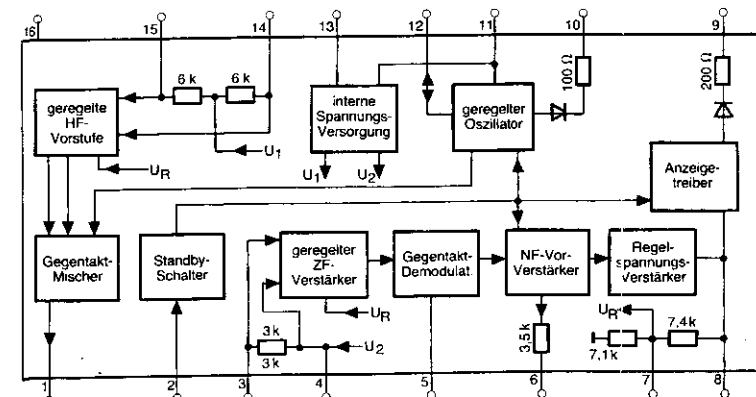 16
15
14
13
12
11
10
9
6 k
6 k
100 Ω
200 Ω
geregelte
HF-
Vorstufe
U1
UR
interne
Spannungs-
Versorgung
U1
U2
geregelter
Oszillator
Anzeige-
treiber
Gegentakt-
Mischer
Standby-
Schalter
geregelter
ZF-
Verstärker
Gegentakt-
Demodulat.
NF-Vor-
Verstärker
Regel-
spannungs-
Verstärker
UR
3 k
3 k
U2
3,5k
UR
7,1k
7,4k
1
2
3
4
5
6
7
8